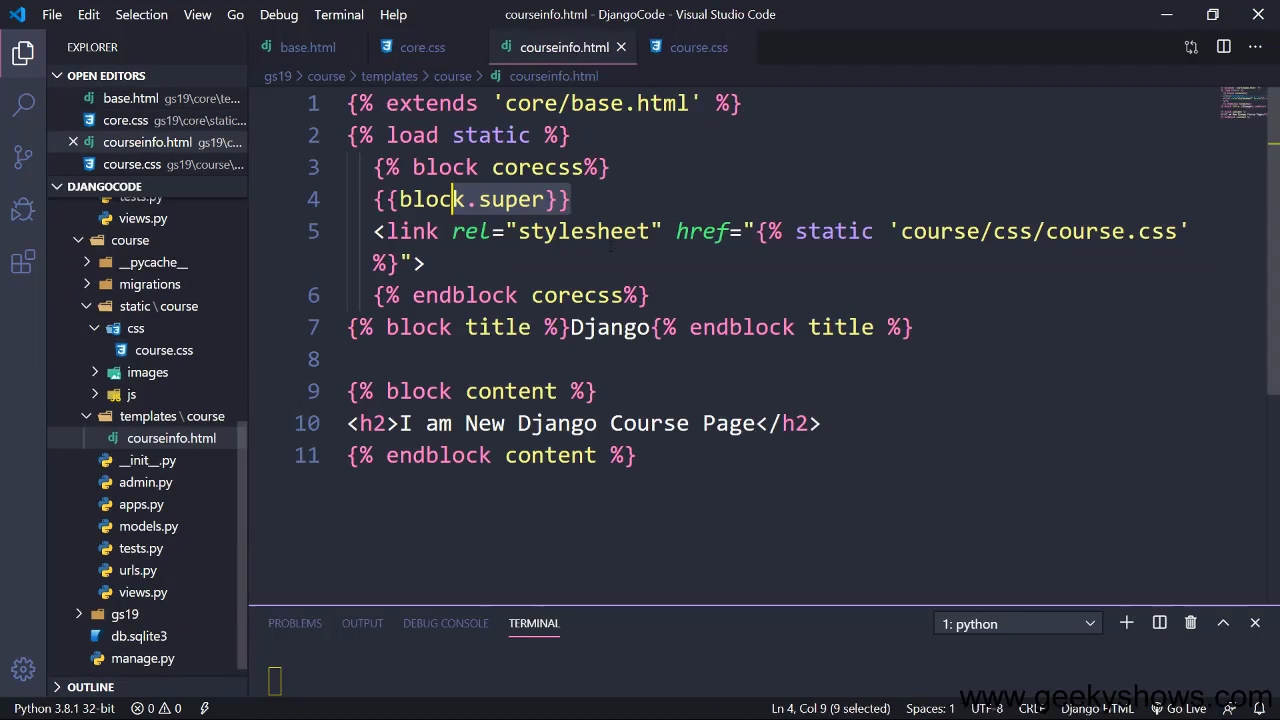 File Edit Selection View Go Debug Terminal Help courseinfo.html - DjangoCode - Visual Studio Code
EXPLORER
base.html core.css courseinfo.html course.css
OPEN EDITORS
gs19 course templates course courseinfo.html
base.html gs19\core\te...
core.css gs19\core\static...
courseinfo.html gs19\c...
course.css gs19\course\...
DJANGOCODE
tests.py
views.py
course
__pycache__
migrations
static \ course
css
course.css
images
js
templates \ course
courseinfo.html
__init__.py
admin.py
apps.py
models.py
tests.py
urls.py
views.py
gs19
db.sqlite3
manage.py
OUTLINE
1 {% extends 'core/base.html' %}
2 {% load static %}
3 {% block corecss%}
4 {{block.super}}
5 <link rel="stylesheet" href="{% static 'course/css/course.css'
%}">
6 {% endblock corecss%}
7 {% block title %}Django{% endblock title %}
8
9 {% block content %}
10 <h2>I am New Django Course Page</h2>
11 {% endblock content %}
PROBLEMS OUTPUT DEBUG CONSOLE TERMINAL 1: python
www.geekyshows.com
Python 3.8.1 32-bit 0 0 Ln 4, Col 9 (9 selected) Spaces: 1 UTF-8 CRLF Django HTML Go Live